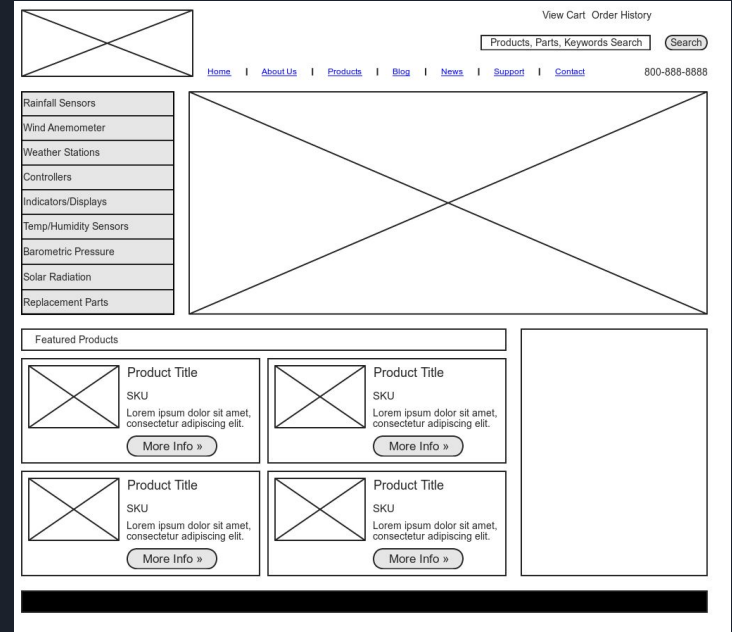 View Cart Order History
Products, Parts, Keywords Search
Search
Home | About Us | Products | Blog | News | Support | Contact
800-888-8888
Rainfall Sensors
Wind Anemometer
Weather Stations
Controllers
Indicators/Displays
Temp/Humidity Sensors
Barometric Pressure
Solar Radiation
Replacement Parts
Featured Products
Product Title
SKU
Lorem ipsum dolor sit amet,
consectetur adipiscing elit.
More Info »
Product Title
SKU
Lorem ipsum dolor sit amet,
consectetur adipiscing elit.
More Info »
Product Title
SKU
Lorem ipsum dolor sit amet,
consectetur adipiscing elit.
More Info »
Product Title
SKU
Lorem ipsum dolor sit amet,
consectetur adipiscing elit.
More Info »